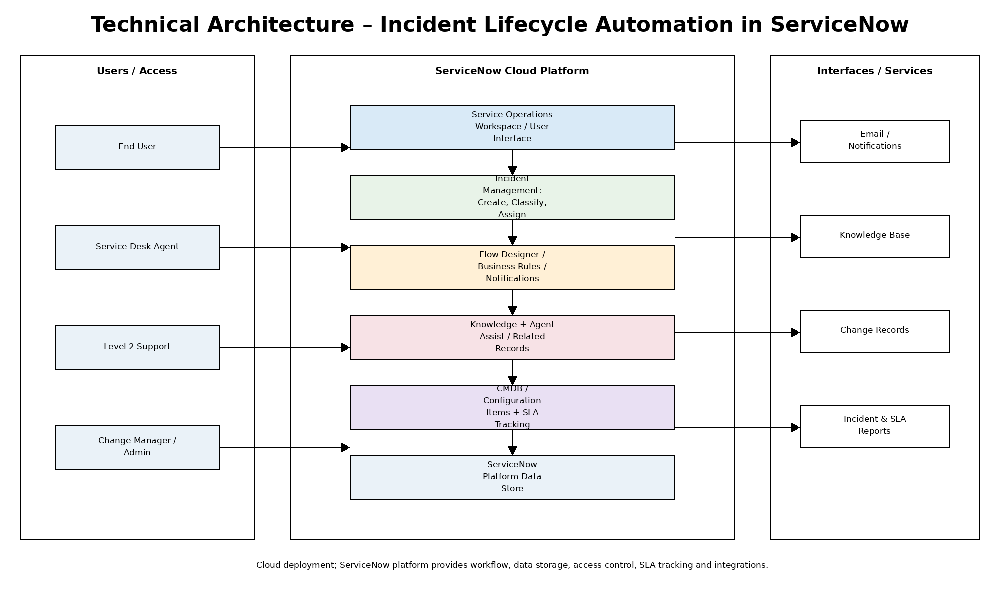 Technical Architecture – Incident Lifecycle Automation in ServiceNow
Users / Access
End User
Service Desk Agent
Level 2 Support
Change Manager /
Admin
ServiceNow Cloud Platform
Service Operations
Workspace / User
Interface
Incident
Management:
Create, Classify,
Assign
Flow Designer /
Business Rules /
Notifications
Knowledge + Agent
Assist / Related
Records
CMDB /
Configuration
Items + SLA
Tracking
ServiceNow
Platform Data
Store
Interfaces / Services
Email /
Notifications
Knowledge Base
Change Records
Incident & SLA
Reports
Cloud deployment; ServiceNow platform provides workflow, data storage, access control, SLA tracking and integrations.